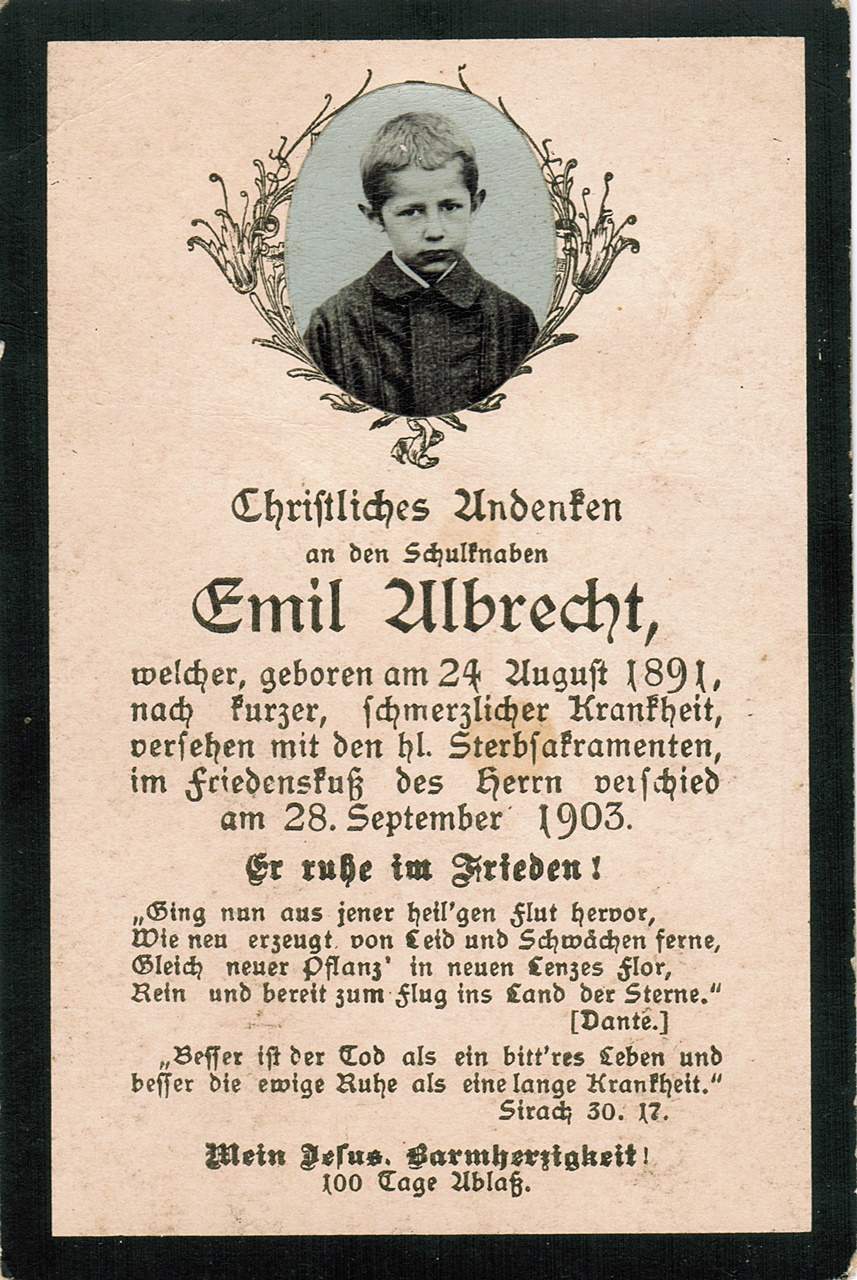 Christliches Andenken
an den Schulknaben
Emil Albrecht,
welcher, geboren am 24 August 1891,
nach kurzer, schmerzlicher Krankheit,
versehen mit den hl. Sterbsakramenten,
im Friedenskuß des Herrn verschied
am 28. September 1903.
Er ruhe im Frieden!
„Ging nun aus jener heil'gen Flut hervor,
Wie neu erzeugt von Leid und Schwächen ferne,
Gleich neuer Pflanz' in neuen Lenzes Flor,
Rein und bereit zum Flug ins Land der Sterne."
[Dante.]
„Besser ist der Tod als ein bitt'res Leben und
besser die ewige Ruhe als eine lange Krankheit."
Sirach 30. 17.
Mein Jesus. Barmherzigkeit!
100 Tage Ablaß.